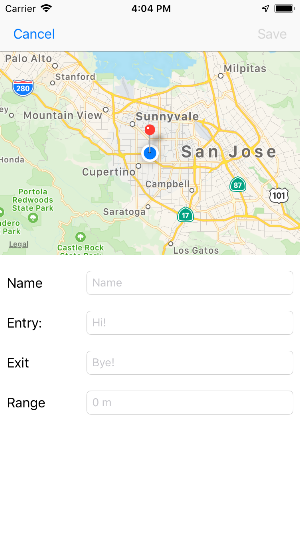 Carrier 4:04 PM
Cancel Save
Palo Alto
Milpitas
Stanford
280
Mountain View
Sunnyvale
Honda
San Jose
Cupertino
Campbell
87
Portola
Redwoods
State Park
101
Saratoga
17
Castle Rock
State Park
Los Gatos
Legal
Name Name
Entry: Hi!
Exit Bye!
Range 0 m